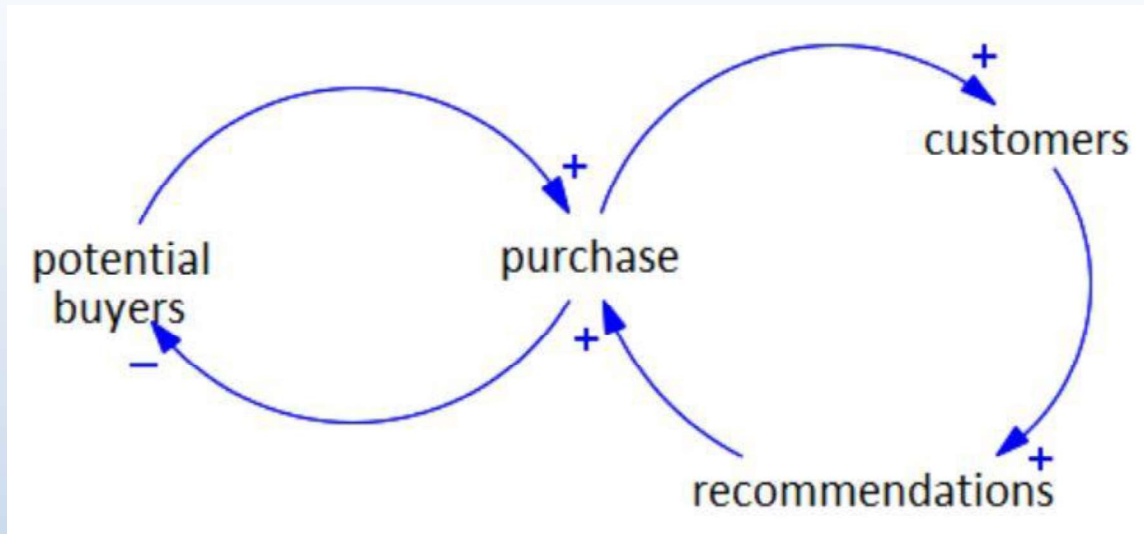 +
+
customers
potential
buyers
purchase
+
−
+
recommendations